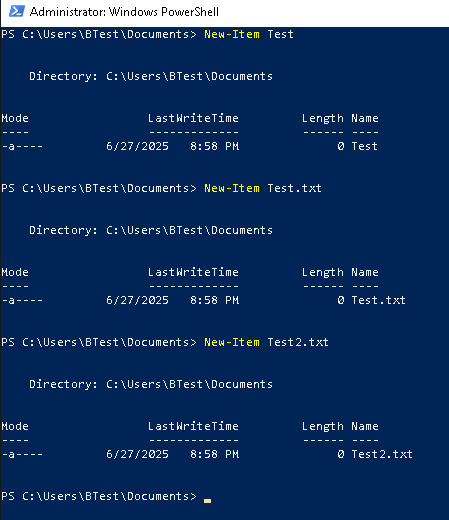 Administrator: Windows PowerShell
PS C:\Users\BTest\Documents> New-Item Test
Directory: C:\Users\BTest\Documents
Mode LastWriteTime Length Name
---- ------------- ------ ----
-a---- 6/27/2025 8:58 PM 0 Test
PS C:\Users\BTest\Documents> New-Item Test.txt
Directory: C:\Users\BTest\Documents
Mode LastWriteTime Length Name
---- ------------- ------ ----
-a---- 6/27/2025 8:58 PM 0 Test.txt
PS C:\Users\BTest\Documents> New-Item Test2.txt
Directory: C:\Users\BTest\Documents
Mode LastWriteTime Length Name
---- ------------- ------ ----
-a---- 6/27/2025 8:58 PM 0 Test2.txt
PS C:\Users\BTest\Documents>